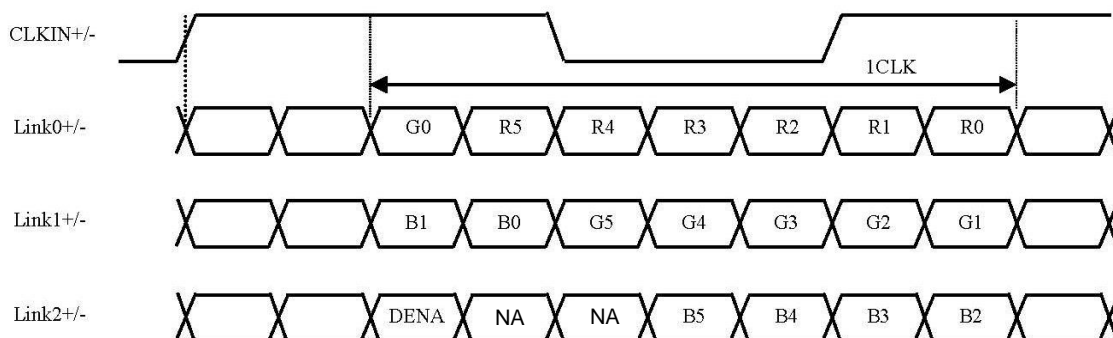 CLKIN+/-
1CLK
Link0+/- G0 R5 R4 R3 R2 R1 R0
Link1+/- B1 B0 G5 G4 G3 G2 G1
Link2+/- DENA NA NA B5 B4 B3 B2